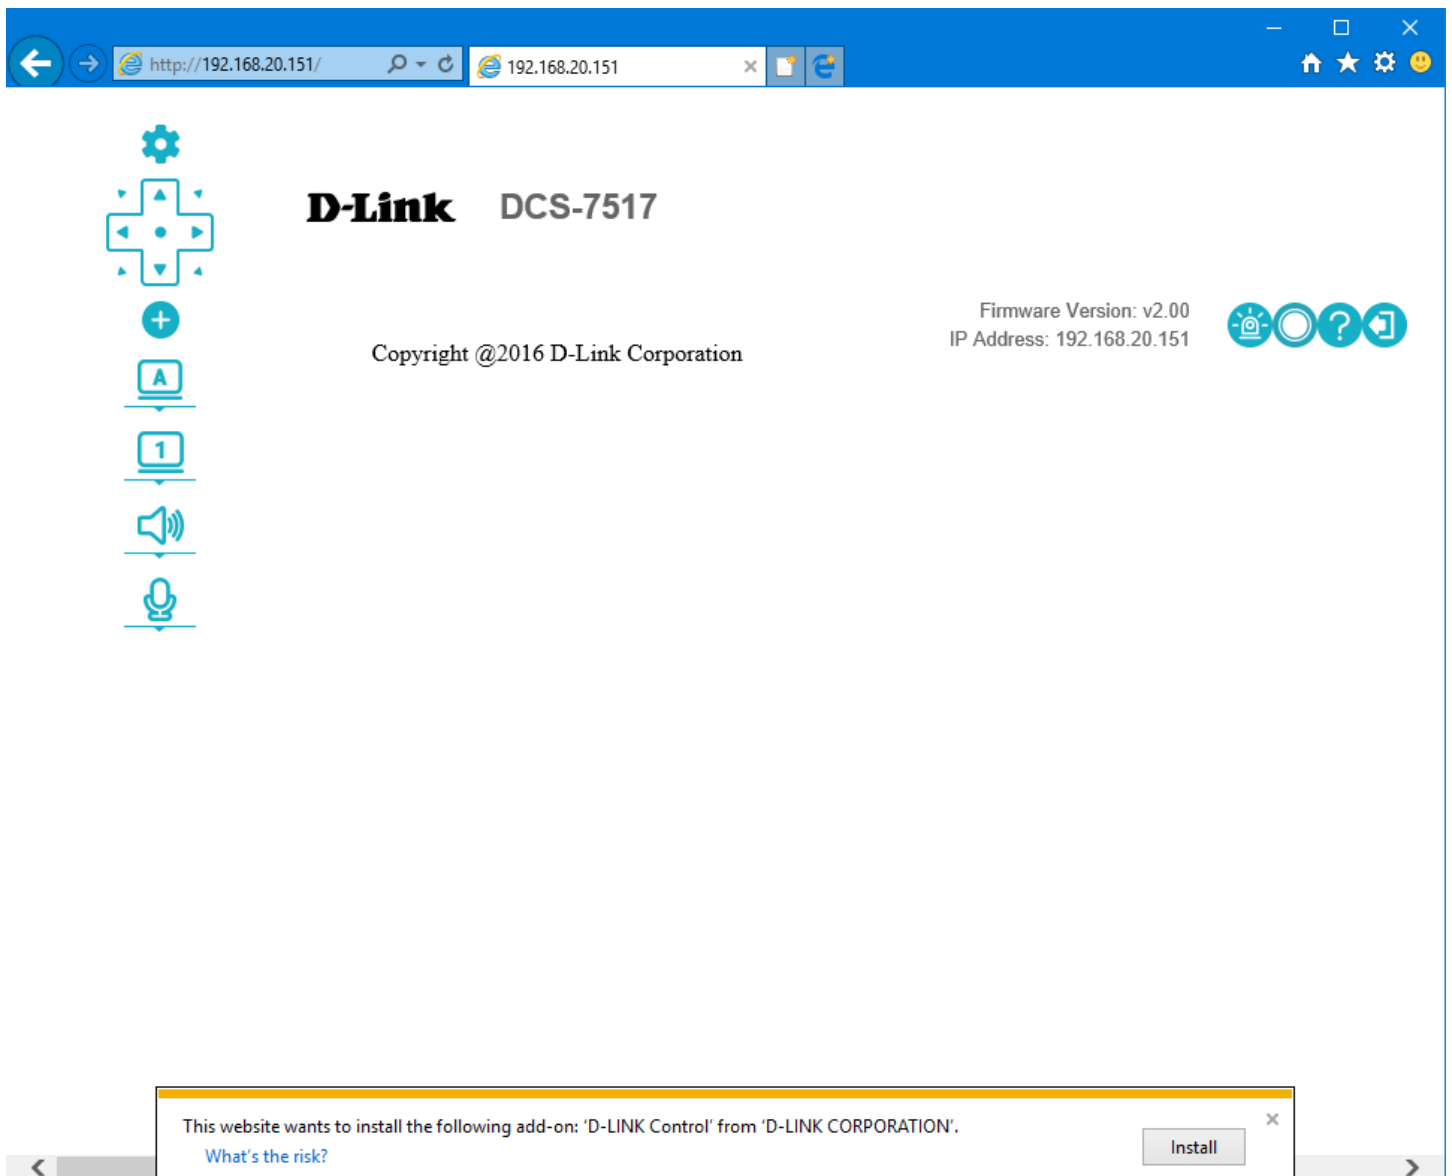 http://192.168.20.151/
192.168.20.151
D-Link DCS-7517
Firmware Version: v2.00
IP Address: 192.168.20.151
Copyright @2016 D-Link Corporation
A
1
This website wants to install the following add-on: 'D-LINK Control' from 'D-LINK CORPORATION'.
What's the risk?
Install